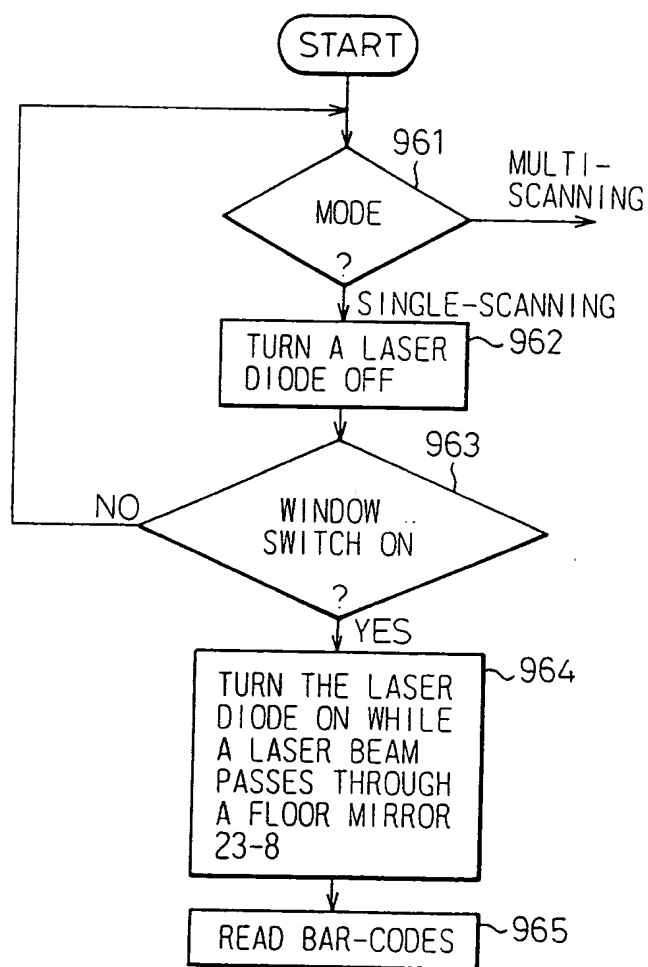 START
961
MULTI-
SCANNING
MODE
?
SINGLE-SCANNING
TURN A LASER
DIODE OFF
962
963
NO
WINDOW
SWITCH ON
?
YES
964
TURN THE LASER
DIODE ON WHILE
A LASER BEAM
PASSES THROUGH
A FLOOR MIRROR
23-8
READ BAR-CODES
965